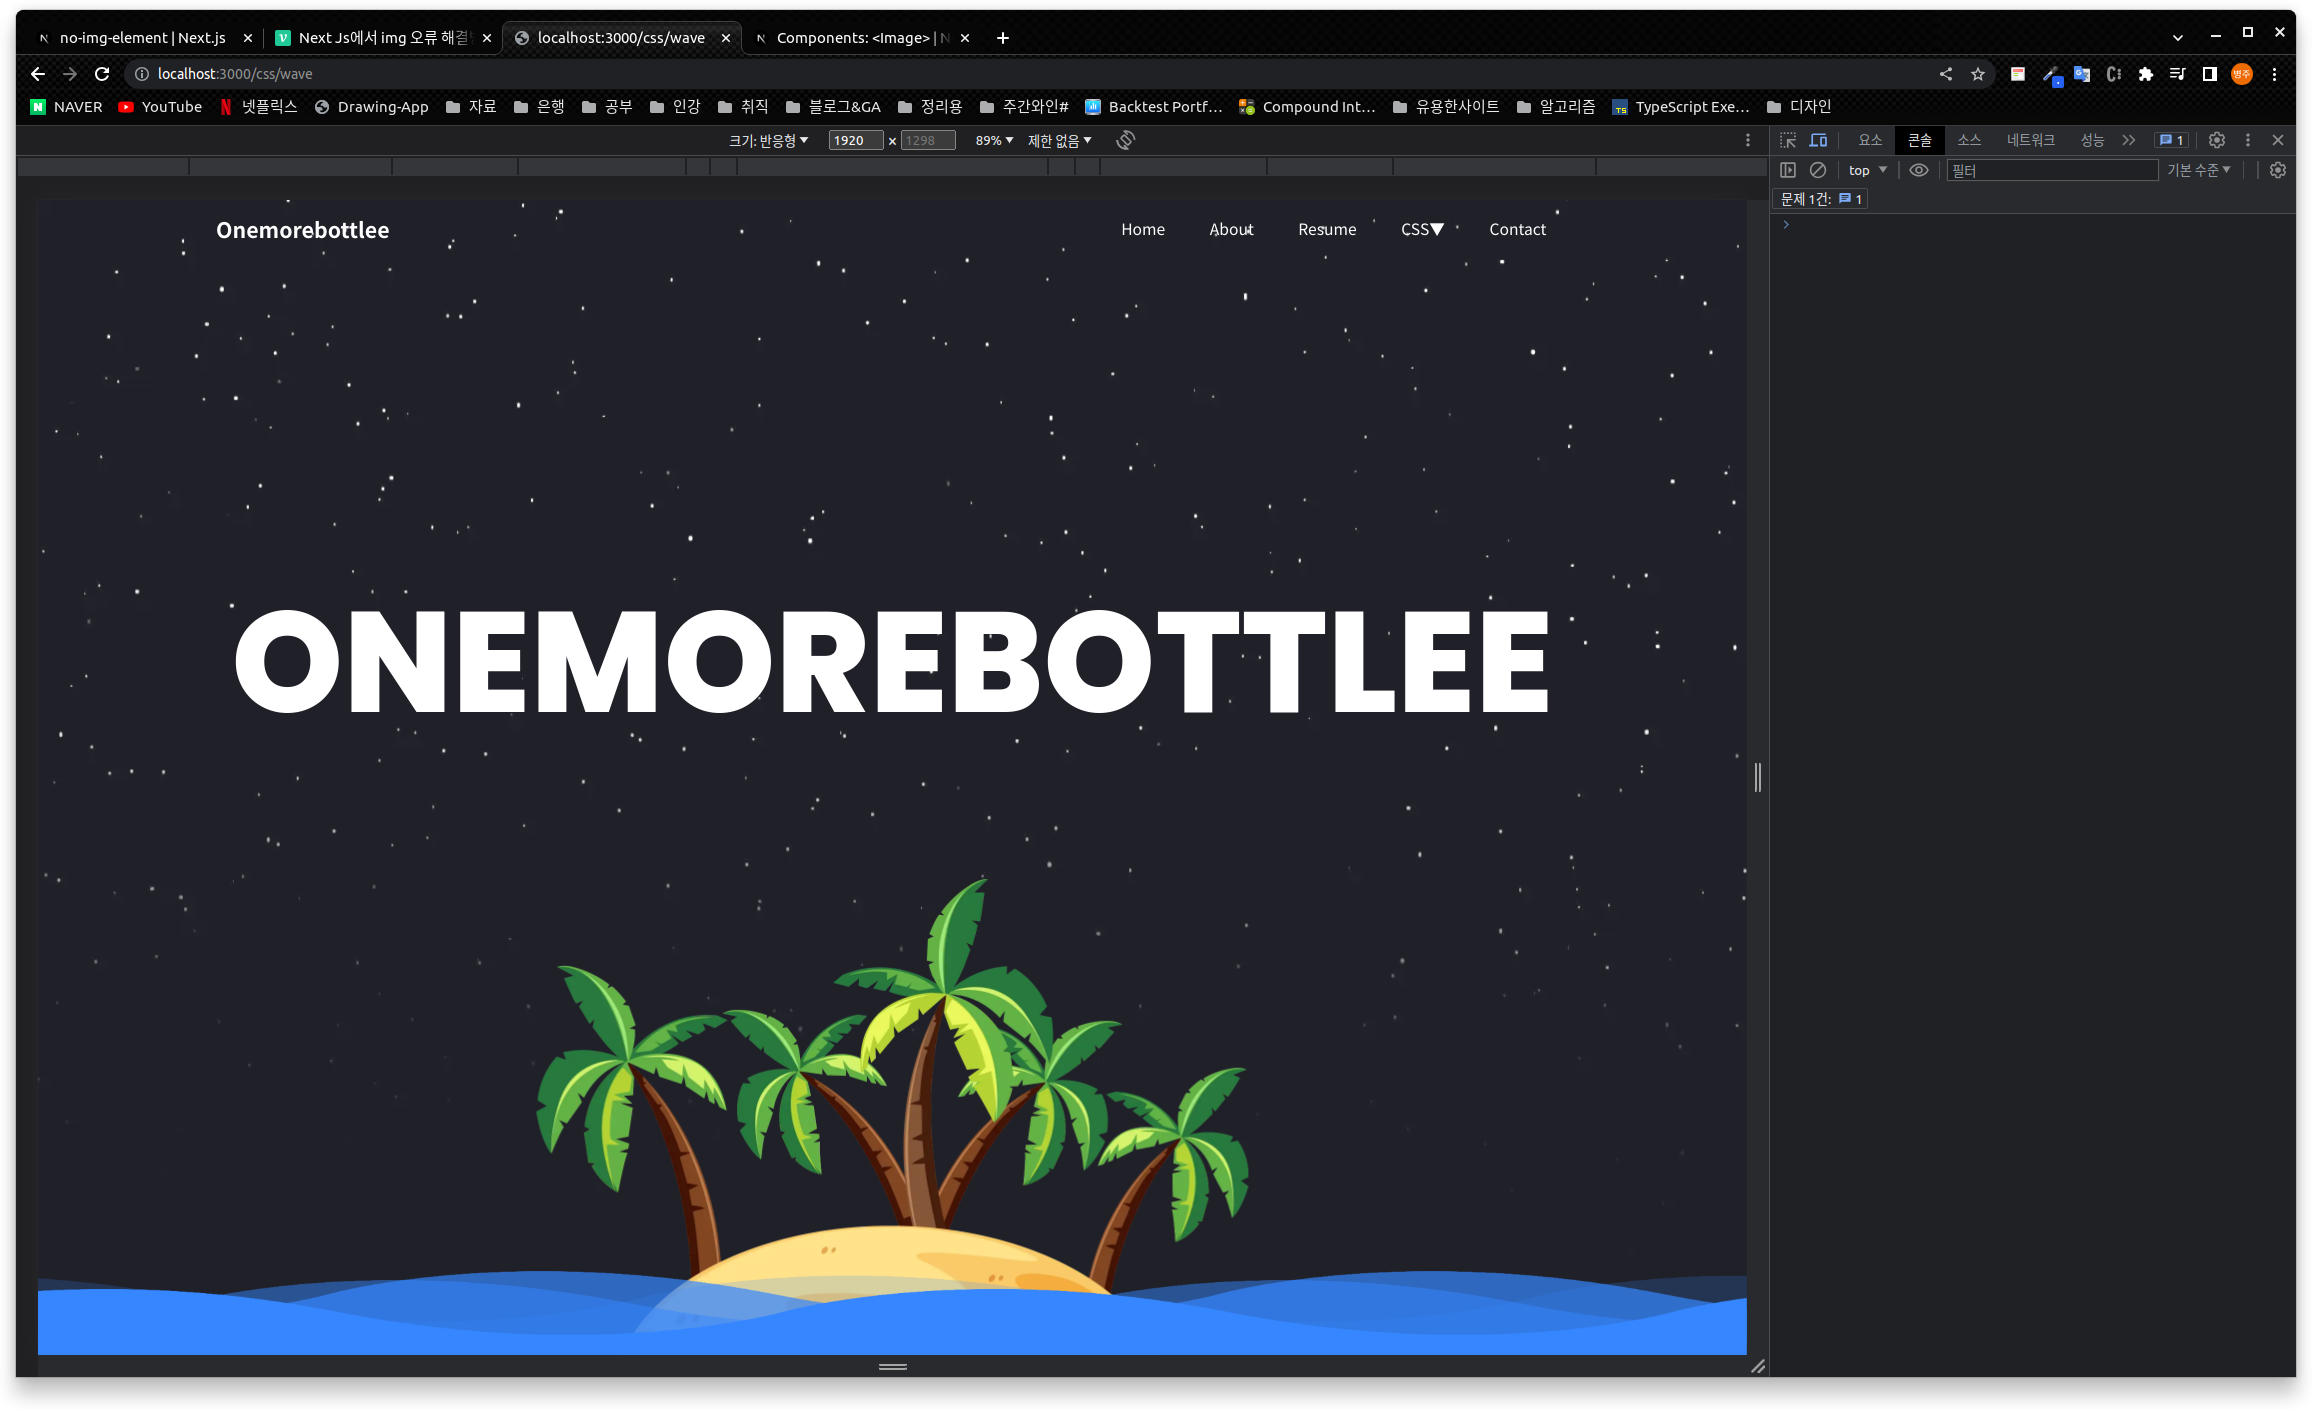 no-img-element | Next.js
Next Js에서 img 오류 해결
localhost:3000/css/wave
Components: <Image> | N
localhost:3000/css/wave
병주
NAVER YouTube 넷플릭스 Drawing-App 자료 은행 공부 인강 취직 블로그&GA 정리용 주간와인# Backtest Portf... Compound Int... 유용한사이트 알고리즘 TypeScript Exe... 디자인
크기: 반응형 ▼ 1920 × 1298 89% ▼ 제한 없음 ▼
요소 콘솔 소스 네트워크 성능 1
top ▼ 필터 기본 수준 ▼
문제 1건: 1
Onemorebottlee
Home About Resume CSS▼ Contact
ONEMOREBOTTLEE